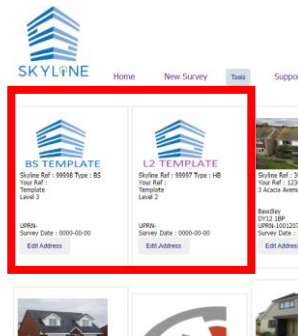 SKYLINE
Home New Survey Tools Suppo
BS TEMPLATE
Skyline Ref : 99998 Type : BS
Your Ref :
Template
Level 3
UPRN-
Survey Date : 0000-00-00
Edit Address
L2 TEMPLATE
Skyline Ref : 99997 Type : HB
Your Ref :
Template
Level 2
UPRN-
Survey Date : 0000-00-00
Edit Address
Skyline Ref : 3
Your Ref : 123
3 Acacia Avenu
Bewdley
DY12 1BP
UPRN-1001207
Survey Date :
Edit Address